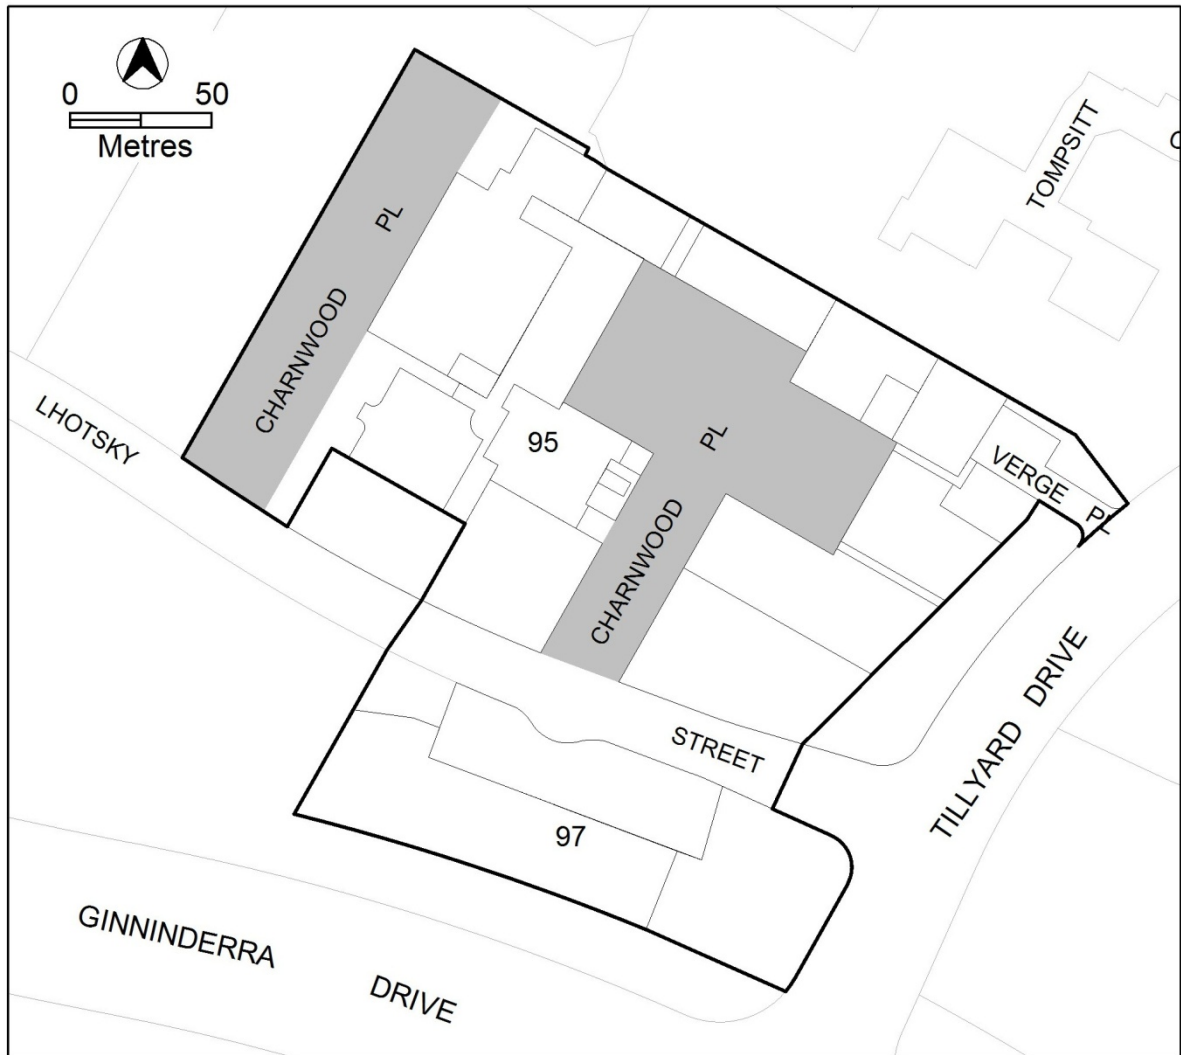 0 50
Metres
TOMPSITT
C
CHARNWOOD PL
LHOTSKY
95
CHARNWOOD PL
VERGE PL
STREET
TILLYARD DRIVE
97
GINNINDERRA DRIVE